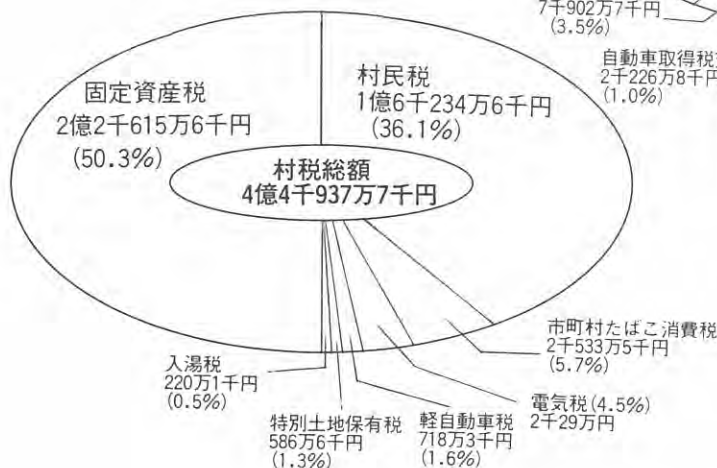 7千902万7千円
(3.5%)
自動車取得税
2千226万8千円
(1.0%)
固定資産税
2億2千615万6千円
(50.3%)
村民税
1億6千234万6千円
(36.1%)
村税総額
4億4千937万7千円
市町村たばこ消費税
2千533万5千円
(5.7%)
電気税(4.5%)
2千29万円
軽自動車税
718万3千円
(1.6%)
特別土地保有税
586万6千円
(1.3%)
入湯税
220万1千円
(0.5%)